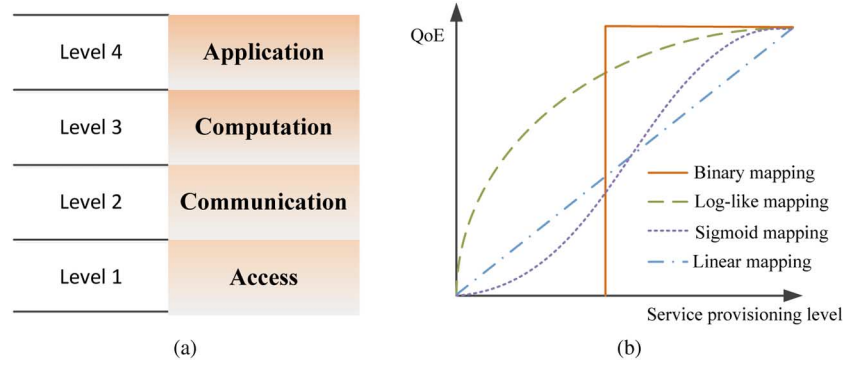 Level 4 Application
Level 3 Computation
Level 2 Communication
Level 1 Access
(a)
QoE
Binary mapping
Log-like mapping
Sigmoid mapping
Linear mapping
Service provisioning level
(b)